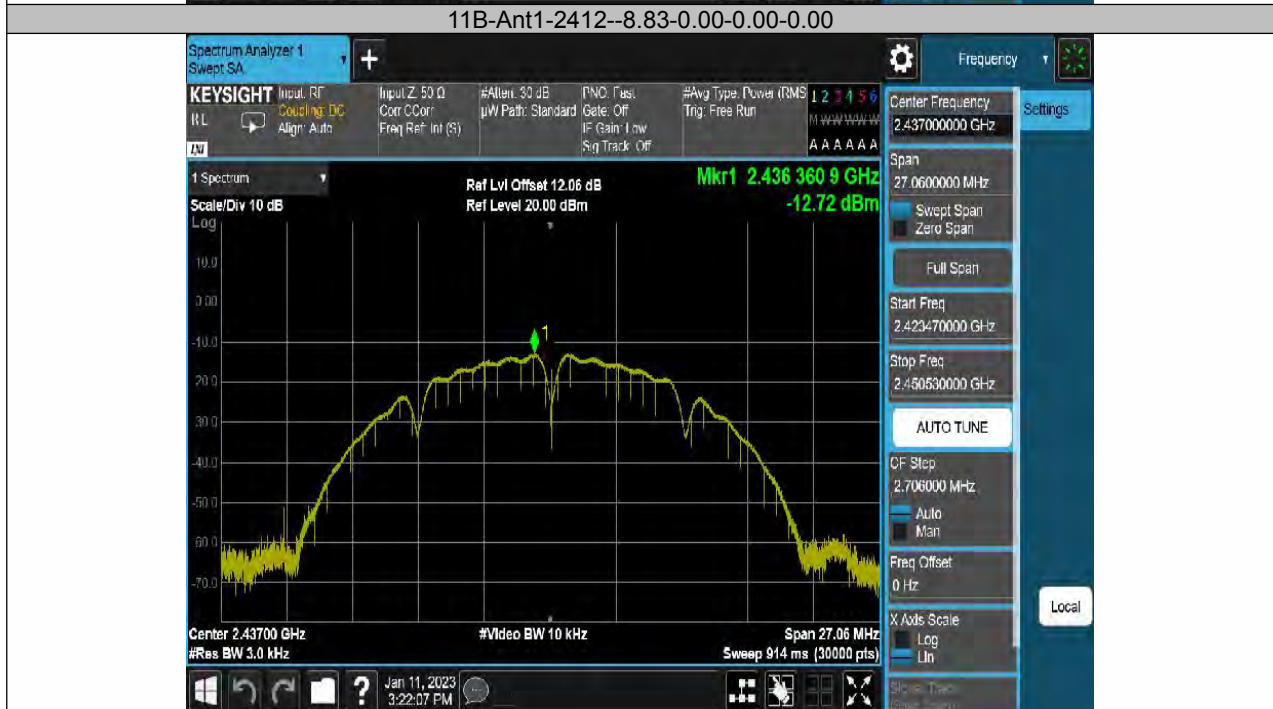 11B-Ant1-2412--8.83-0.00-0.00-0.00
Spectrum Analyzer 1
Swept SA
+
Frequency
KEYSIGHT
RL
Input: RF
Coupling: DC
Align: Auto
Input Z: 50 Ω
Corr CCorr
Freq Ref: Int (S)
#Atten: 30 dB
µW Path: Standard
PNO: Fast
Gate: Off
IF Gain: Low
Sig Track: Off
#Avg Type: Power (RMS
Trig: Free Run
1 2 3 4 5 6
M W W W W W
A A A A A A
LXI
Center Frequency
2.437000000 GHz
Settings
Span
27.0600000 MHz
Swept Span
Zero Span
Full Span
Start Freq
2.423470000 GHz
Stop Freq
2.450530000 GHz
AUTO TUNE
CF Step
2.706000 MHz
Auto
Man
Freq Offset
0 Hz
X Axis Scale
Log
Lin
Local
1 Spectrum
Scale/Div 10 dB
Log
Ref Lvl Offset 12.06 dB
Ref Level 20.00 dBm
Mkr1 2.436 360 9 GHz
-12.72 dBm
10.0
0.00
-10.0
-20.0
-30.0
-40.0
-50.0
-60.0
-70.0
1
Center 2.43700 GHz
#Res BW 3.0 kHz
#Video BW 10 kHz
Span 27.06 MHz
Sweep 914 ms (30000 pts)
?
Jan 11, 2023
3:22:07 PM